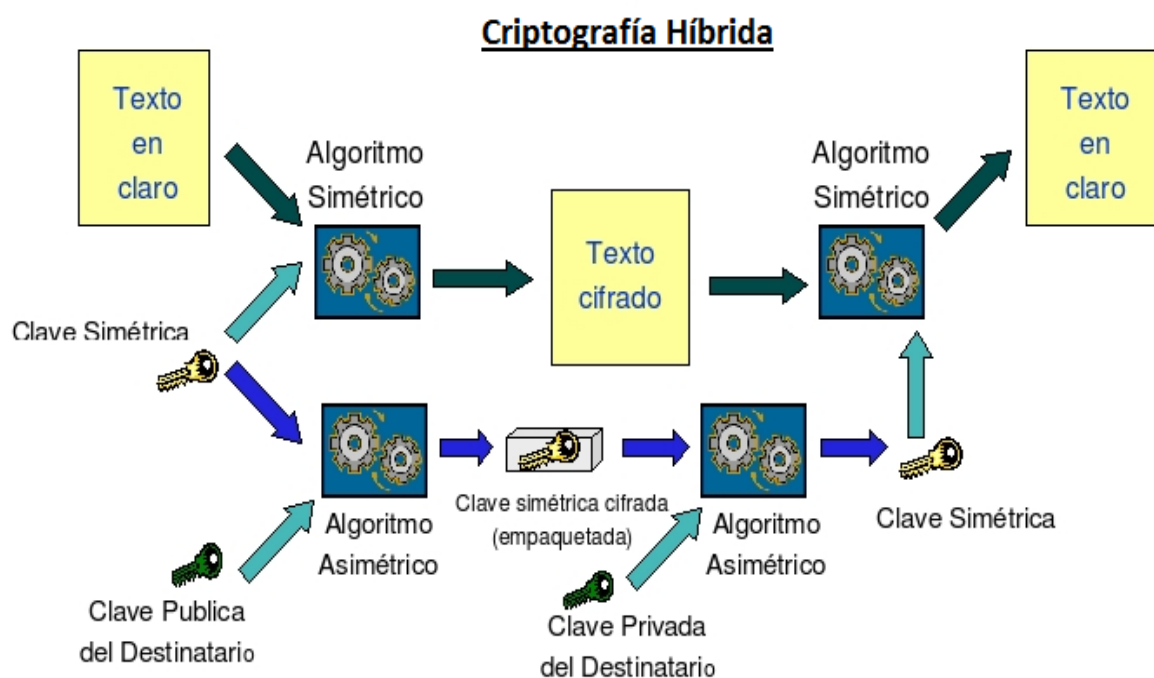 Criptografía Híbrida
Texto
en
claro
Algoritmo
Simétrico
Texto
cifrado
Algoritmo
Simétrico
Texto
en
claro
Clave Simétrica
Algoritmo
Asimétrico
Clave simétrica cifrada
(empaquetada)
Algoritmo
Asimétrico
Clave Simétrica
Clave Publica
del Destinatario
Clave Privada
del Destinatario